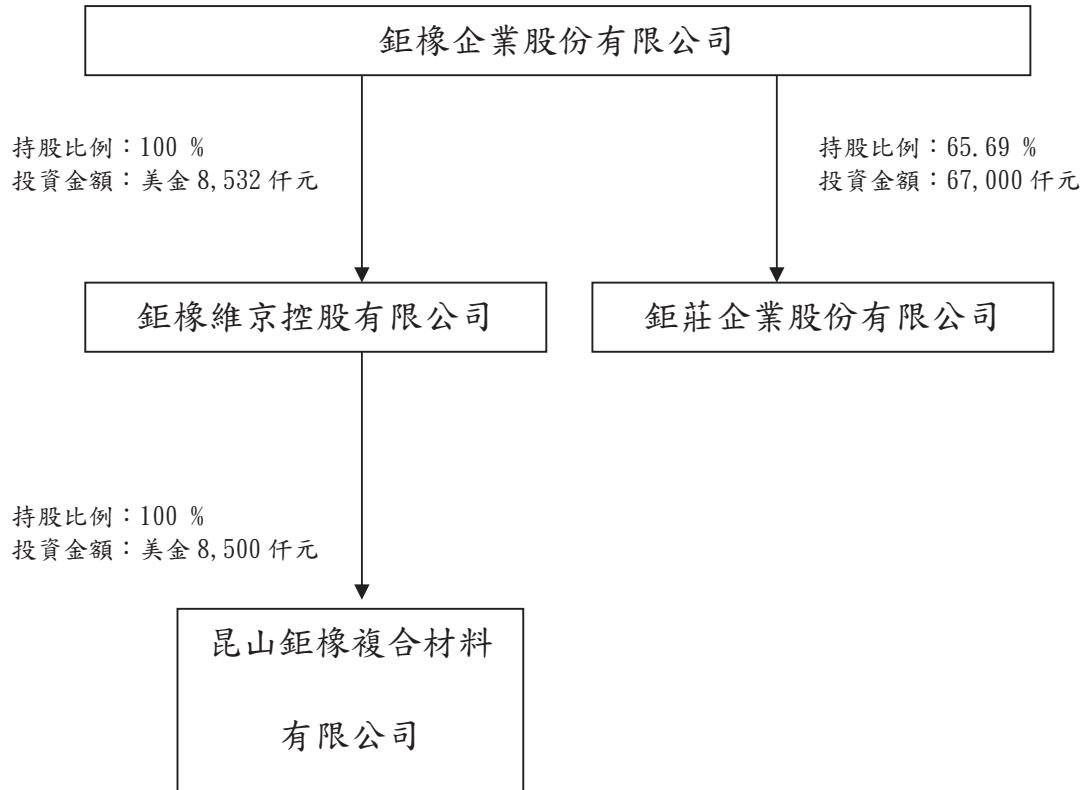 鉅橡企業股份有限公司
持股比例：100 %
投資金額：美金 8,532 仟元
持股比例：65.69 %
投資金額：67,000 仟元
鉅橡維京控股有限公司
鉅莊企業股份有限公司
持股比例：100 %
投資金額：美金 8,500 仟元
昆山鉅橡複合材料
有限公司